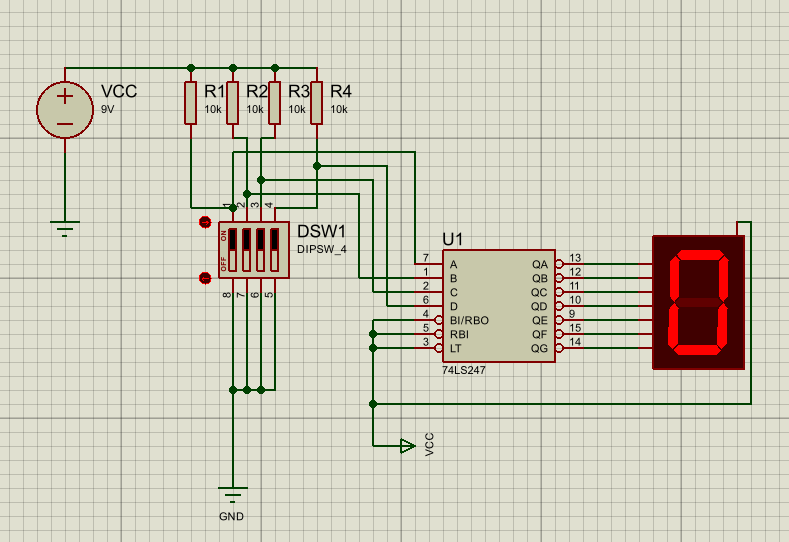 VCC
9V
R1
10k
R2
10k
R3
10k
R4
10k
1 2 3 4
ON
OFF
DSW1
DIPSW_4
8 7 6 5
GND
U1
7 A QA 13
1 B QB 12
2 C QC 11
6 D QD 10
4 BI/RBO QE 9
5 RBI QF 15
3 LT QG 14
74LS247
VCC